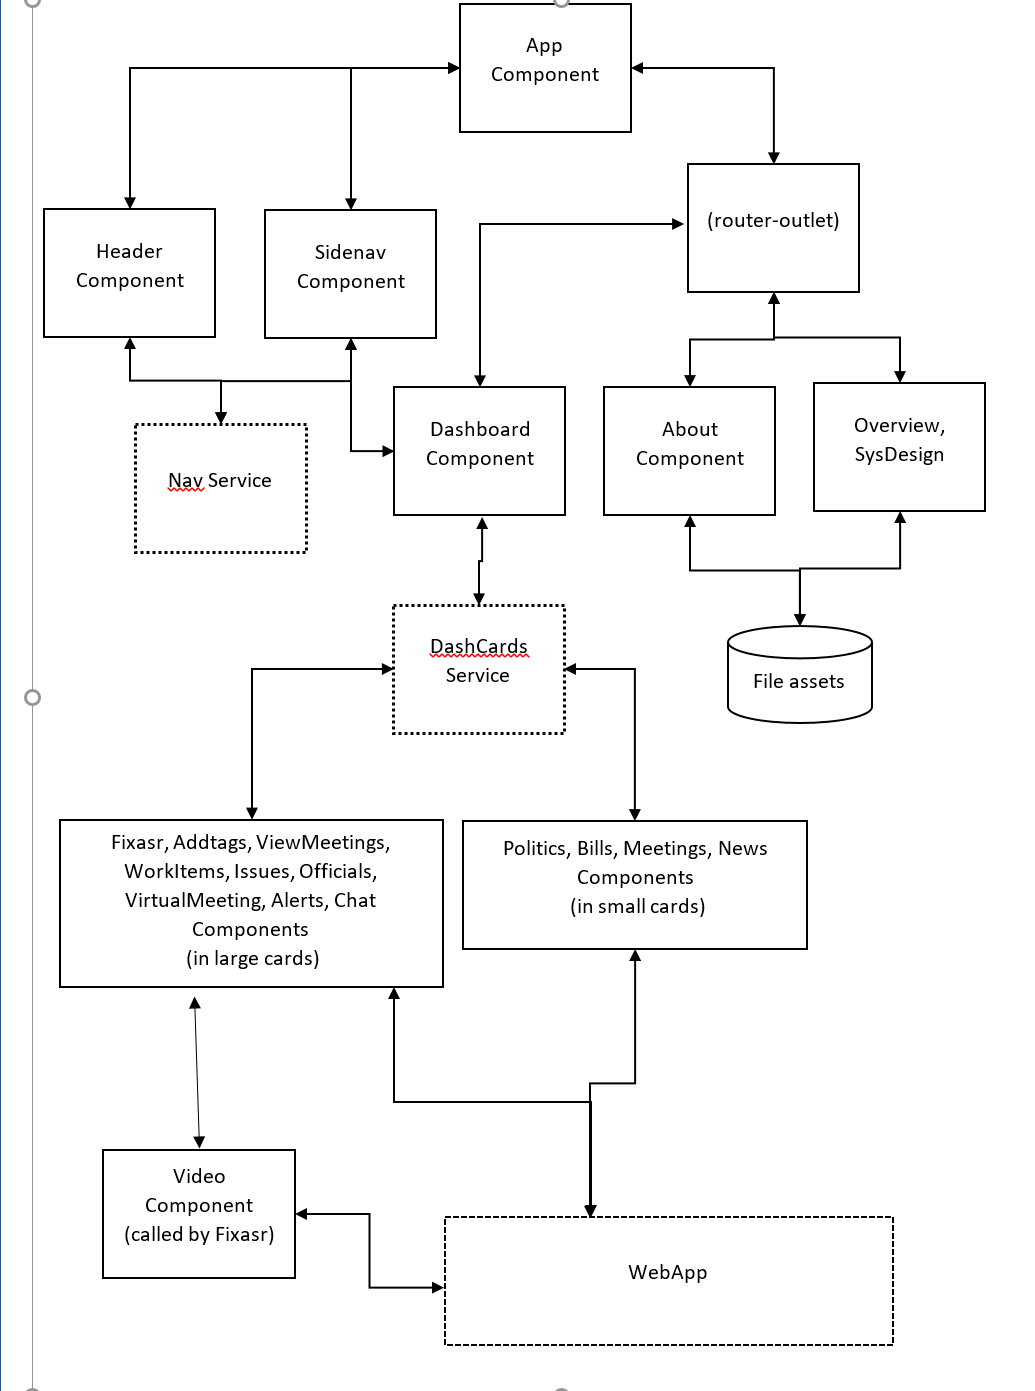 App
Component
(router-outlet)
Header
Component
Sidenav
Component
Dashboard
Component
About
Component
Overview,
SysDesign
Nav Service
DashCards
Service
File assets
Fixasr, Addtags, ViewMeetings,
WorkItems, Issues, Officials,
VirtualMeeting, Alerts, Chat
Components
(in large cards)
Politics, Bills, Meetings, News
Components
(in small cards)
Video
Component
(called by Fixasr)
WebApp